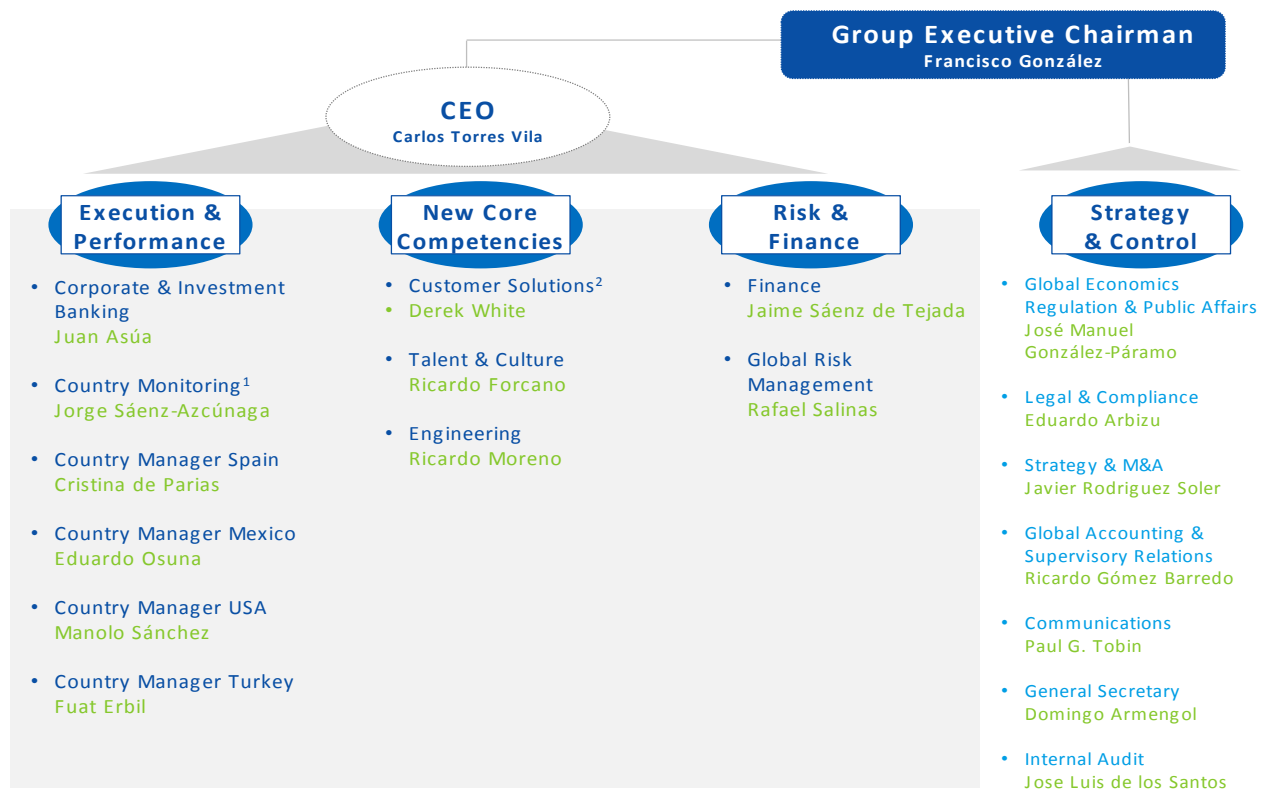 Group Executive Chairman
Francisco González
CEO
Carlos Torres Vila
Execution &
Performance
• Corporate & Investment
Banking
Juan Asúa
• Country Monitoring¹
Jorge Sáenz-Azcúnaga
• Country Manager Spain
Cristina de Parias
• Country Manager Mexico
Eduardo Osuna
• Country Manager USA
Manolo Sánchez
• Country Manager Turkey
Fuat Erbil
New Core
Competencies
• Customer Solutions²
• Derek White
• Talent & Culture
Ricardo Forcano
• Engineering
Ricardo Moreno
Risk &
Finance
• Finance
Jaime Sáenz de Tejada
• Global Risk
Management
Rafael Salinas
Strategy
& Control
• Global Economics
Regulation & Public Affairs
José Manuel
González-Páramo
• Legal & Compliance
Eduardo Arbizu
• Strategy & M&A
Javier Rodriguez Soler
• Global Accounting &
Supervisory Relations
Ricardo Gómez Barredo
• Communications
Paul G. Tobin
• General Secretary
Domingo Armengol
• Internal Audit
Jose Luis de los Santos